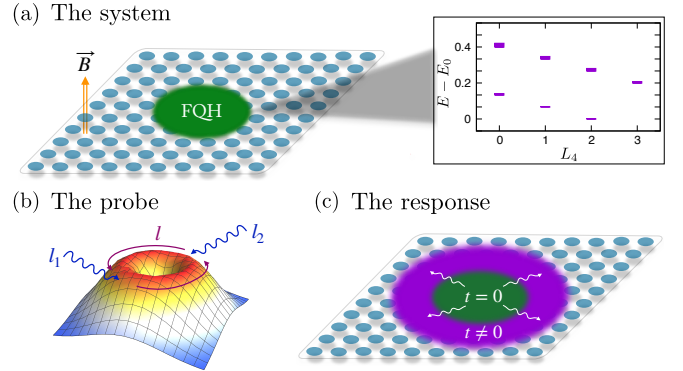 (a) The system
B⃗
FQH
E − E₀
0.4
0.2
0
0 1 2 3
L₄
(b) The probe
l
l₁
l₂
(c) The response
t = 0
t ≠ 0